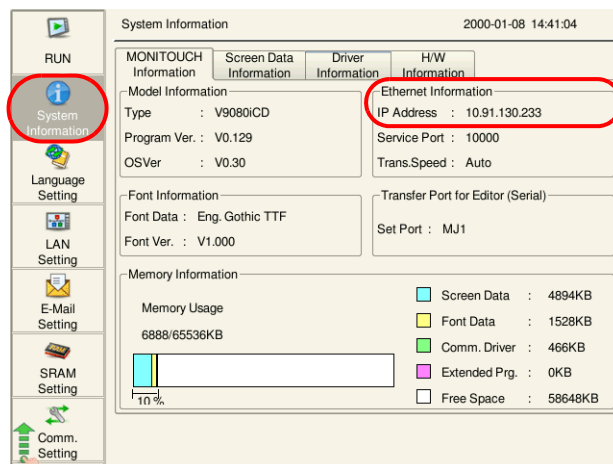 System Information 2000-01-08 14:41:04
RUN
System
Information
Language
Setting
LAN
Setting
E-Mail
Setting
SRAM
Setting
Comm.
Setting
MONITOUCH
Information
Screen Data
Information
Driver
Information
H/W
Information
Model Information
Type : V9080iCD
Program Ver. : V0.129
OSVer : V0.30
Ethernet Information
IP Address : 10.91.130.233
Service Port : 10000
Trans.Speed : Auto
Font Information
Font Data : Eng. Gothic TTF
Font Ver. : V1.000
Transfer Port for Editor (Serial)
Set Port : MJ1
Memory Information
Memory Usage
6888/65536KB
10 %
Screen Data : 4894KB
Font Data : 1528KB
Comm. Driver : 466KB
Extended Prg. : 0KB
Free Space : 58648KB